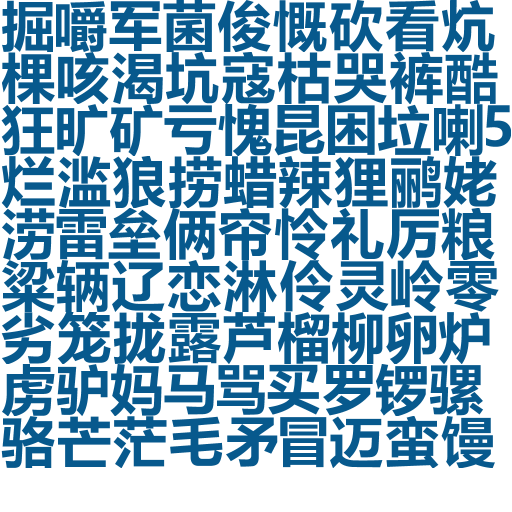 掘嚼军菌俊慨砍看炕
棵咳渴坑寇枯哭裤酷
狂旷矿亏愧昆困垃喇5
烂滥狼捞蜡辣狸鹂姥
涝雷垒俩帘怜礼厉粮
粱辆辽恋淋伶灵岭零
劣笼拢露芦榴柳卵炉
虏驴妈马骂买罗锣骡
骆芒茫毛矛冒迈蛮馒